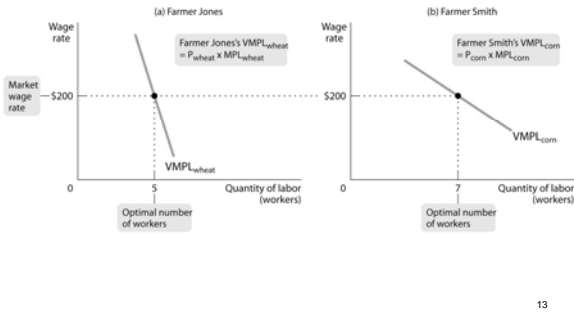 (a) Farmer Jones
Wage
rate
Farmer Jones's VMPLwheat
= Pwheat x MPLwheat
Market
wage
rate
$200
VMPLwheat
0
5
Quantity of labor
(workers)
Optimal number
of workers
(b) Farmer Smith
Wage
rate
Farmer Smith's VMPLcorn
= Pcorn x MPLcorn
$200
VMPLcorn
0
7
Quantity of labor
(workers)
Optimal number
of workers
13